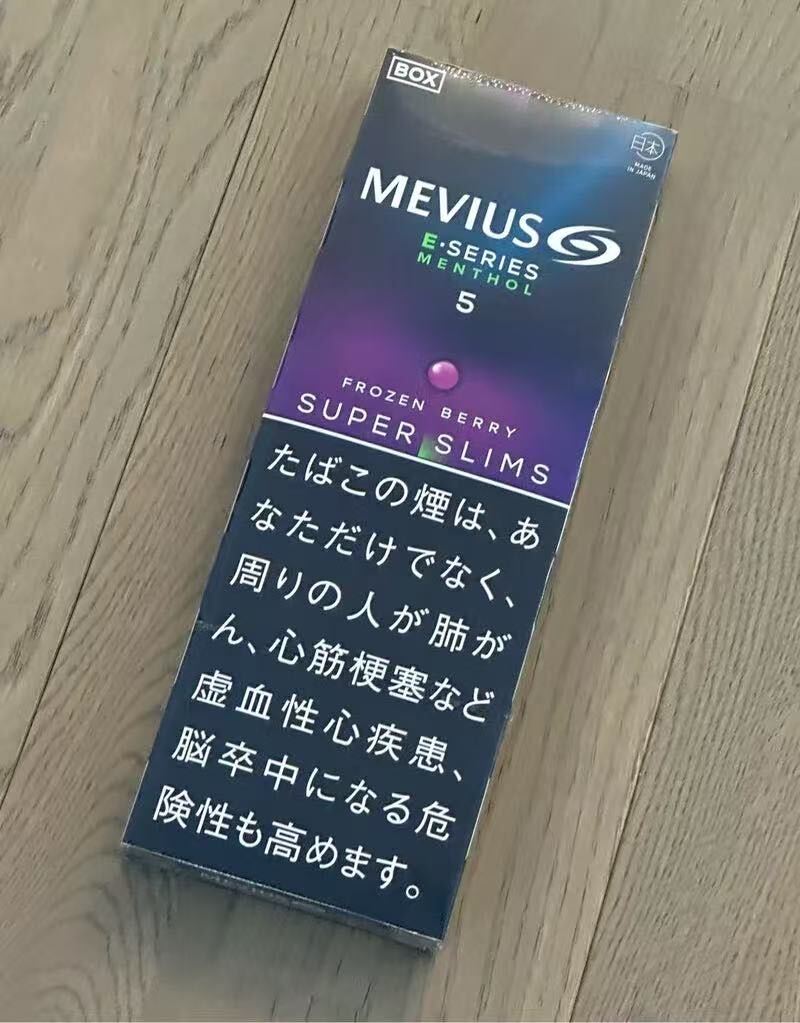 BOX
日本
MADE
IN JAPAN
MEVIUS
E·SERIES
MENTHOL
5
FROZEN BERRY
SUPER SLIMS
たばこの煙は、あ
なただけでなく、
周りの人が肺が
ん、心筋梗塞など
虚血性心疾患、
脳卒中になる危
険性も高めます。